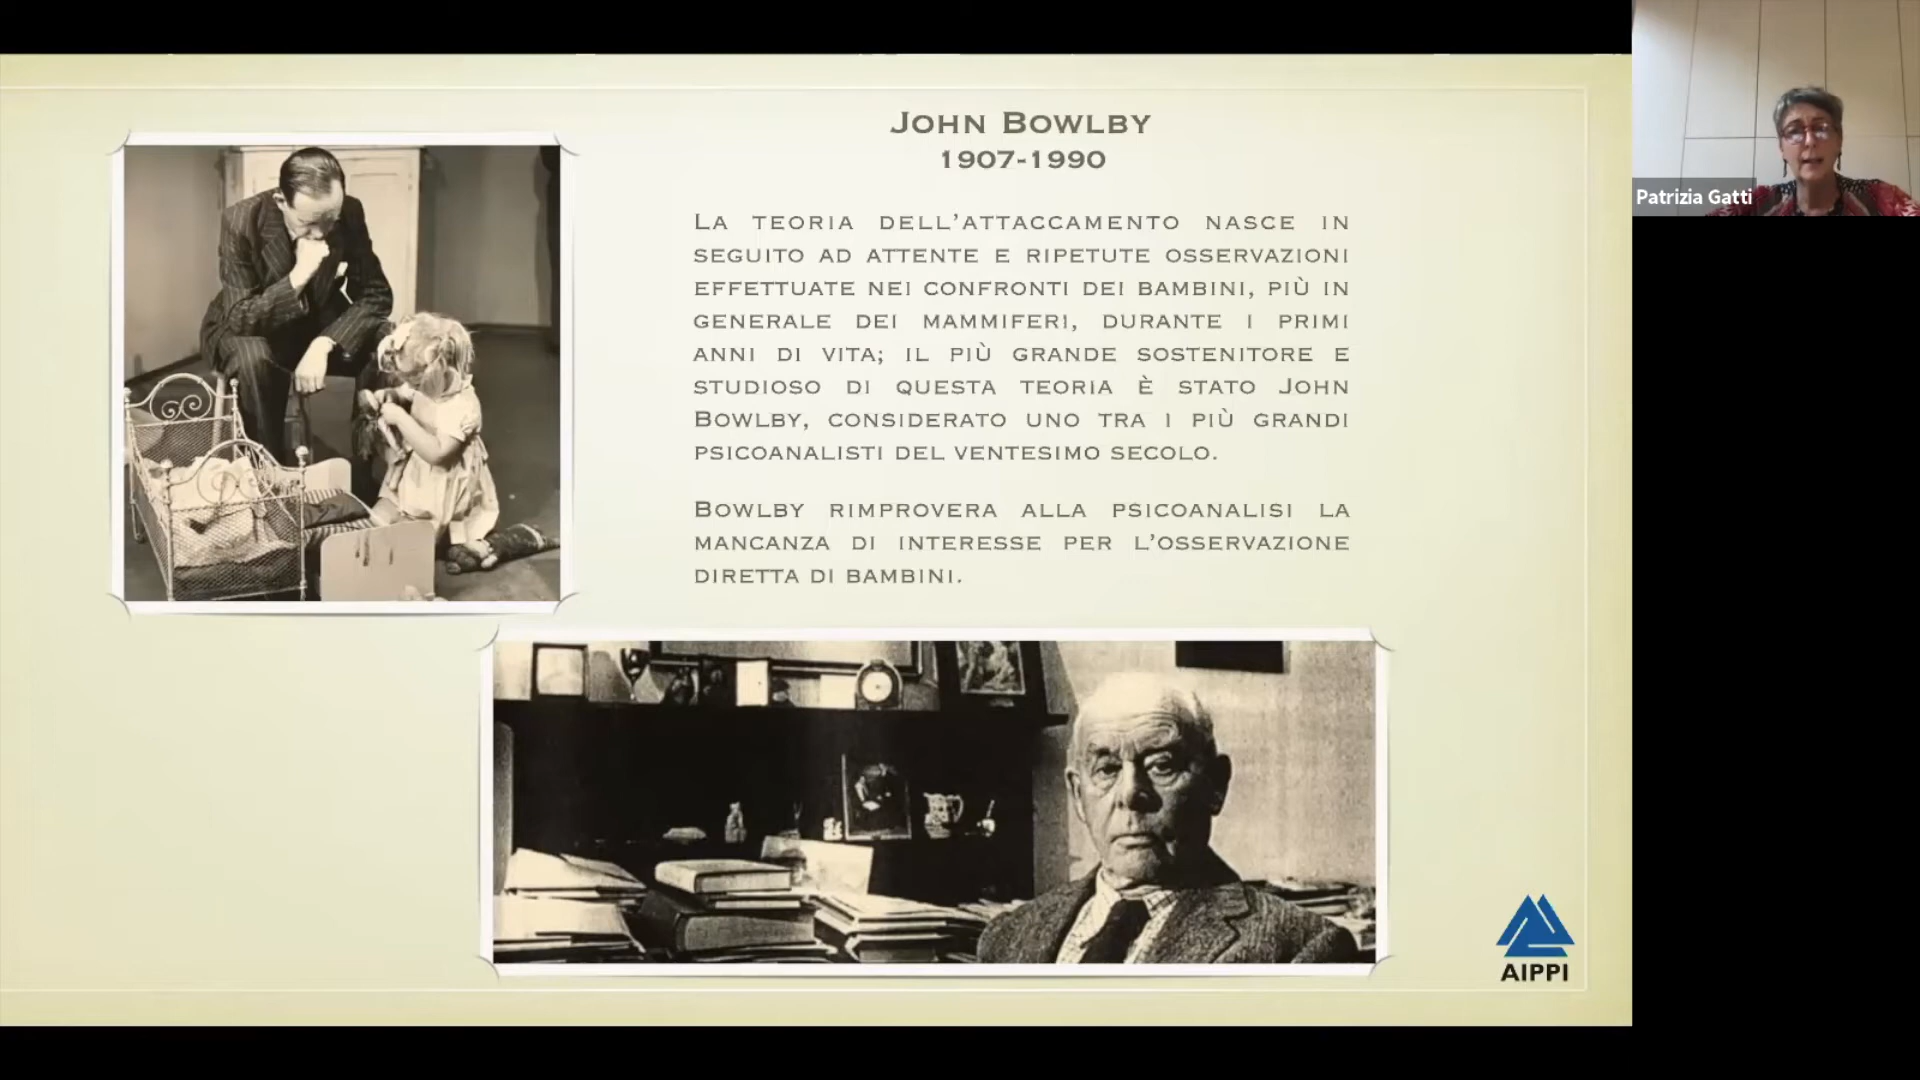 John Bowlby
1907-1990
La teoria dell'attaccamento nasce in
seguito ad attente e ripetute osservazioni
effettuate nei confronti dei bambini, più in
generale dei mammiferi, durante i primi
anni di vita; il più grande sostenitore e
studioso di questa teoria è stato John
Bowlby, considerato uno tra i più grandi
psicoanalisti del ventesimo secolo.
Bowlby rimprovera alla psicoanalisi la
mancanza di interesse per l'osservazione
diretta di bambini.
AIPPI
Patrizia Gatti